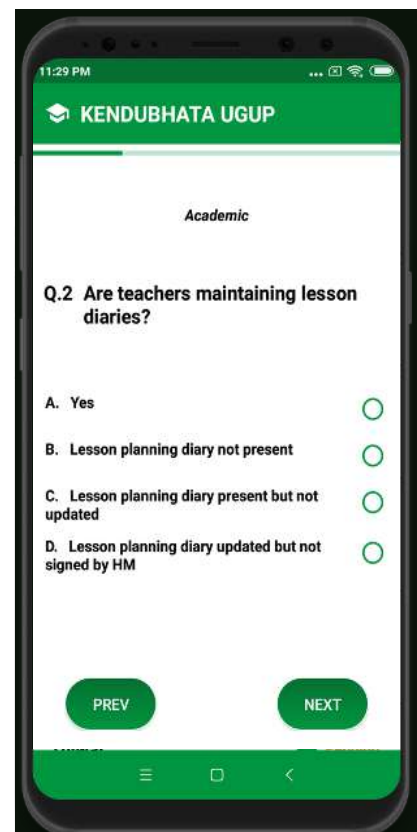 11:29 PM
KENDUBHATA UGUP
Academic
Q.2 Are teachers maintaining lesson
diaries?
A. Yes
B. Lesson planning diary not present
C. Lesson planning diary present but not
updated
D. Lesson planning diary updated but not
signed by HM
PREV
NEXT